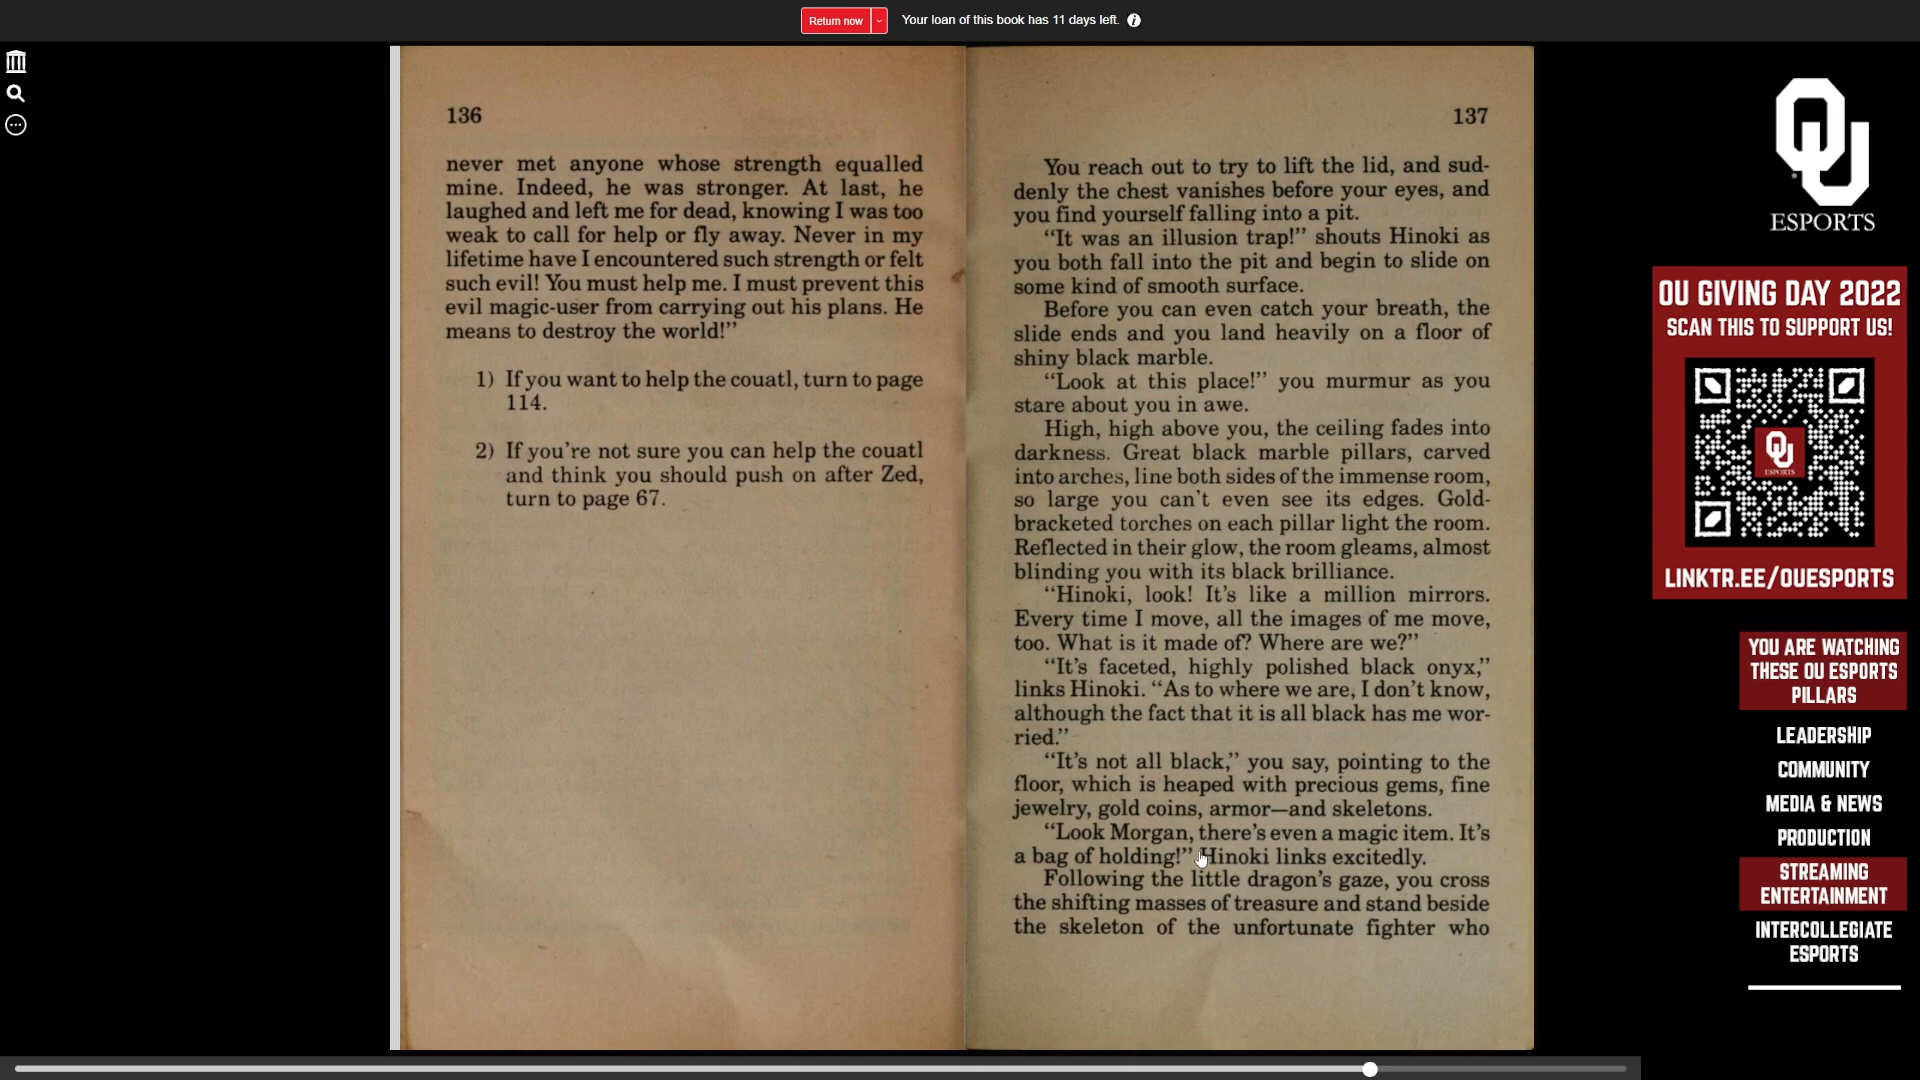 Return now
Your loan of this book has 11 days left.
136
never met anyone whose strength equalled
mine. Indeed, he was stronger. At last, he
laughed and left me for dead, knowing I was too
weak to call for help or fly away. Never in my
lifetime have I encountered such strength or felt
such evil! You must help me. I must prevent this
evil magic-user from carrying out his plans. He
means to destroy the world!”
1) If you want to help the couatl, turn to page
114.
2) If you’re not sure you can help the couatl
and think you should push on after Zed,
turn to page 67.
137
You reach out to try to lift the lid, and sud-
denly the chest vanishes before your eyes, and
you find yourself falling into a pit.
“It was an illusion trap!” shouts Hinoki as
you both fall into the pit and begin to slide on
some kind of smooth surface.
Before you can even catch your breath, the
slide ends and you land heavily on a floor of
shiny black marble.
“Look at this place!” you murmur as you
stare about you in awe.
High, high above you, the ceiling fades into
darkness. Great black marble pillars, carved
into arches, line both sides of the immense room,
so large you can’t even see its edges. Gold-
bracketed torches on each pillar light the room.
Reflected in their glow, the room gleams, almost
blinding you with its black brilliance.
“Hinoki, look! It’s like a million mirrors.
Every time I move, all the images of me move,
too. What is it made of? Where are we?”
“It’s faceted, highly polished black onyx,”
links Hinoki. “As to where we are, I don’t know,
although the fact that it is all black has me wor-
ried.”
“It’s not all black,” you say, pointing to the
floor, which is heaped with precious gems, fine
jewelry, gold coins, armor—and skeletons.
“Look Morgan, there’s even a magic item. It’s
a bag of holding!” Hinoki links excitedly.
Following the little dragon’s gaze, you cross
the shifting masses of treasure and stand beside
the skeleton of the unfortunate fighter who
OU
ESPORTS
OU GIVING DAY 2022
SCAN THIS TO SUPPORT US!
OU
ESPORTS
LINKTR.EE/OUESPORTS
YOU ARE WATCHING
THESE OU ESPORTS
PILLARS
LEADERSHIP
COMMUNITY
MEDIA & NEWS
PRODUCTION
STREAMING
ENTERTAINMENT
INTERCOLLEGIATE
ESPORTS